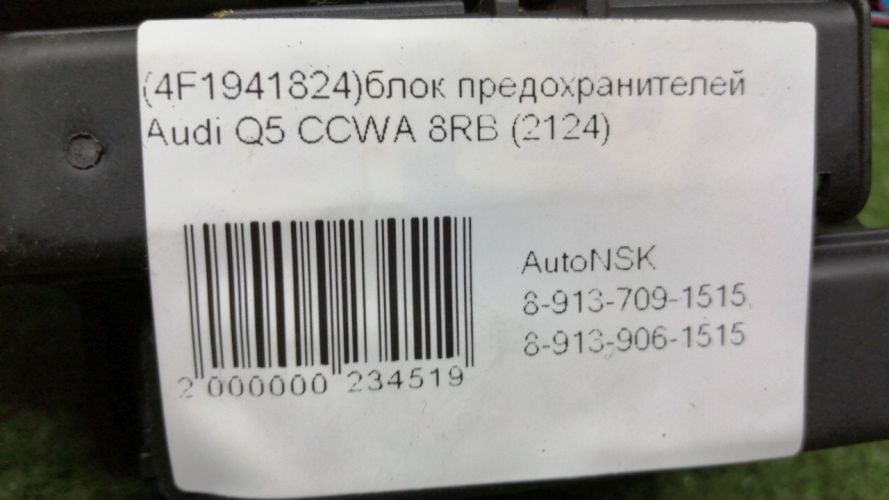 (4F1941824)блок предохранителей
Audi Q5 CCWA 8RB (2124)
AutoNSK
8-913-709-1515
8-913-906-1515
2 000000 234519